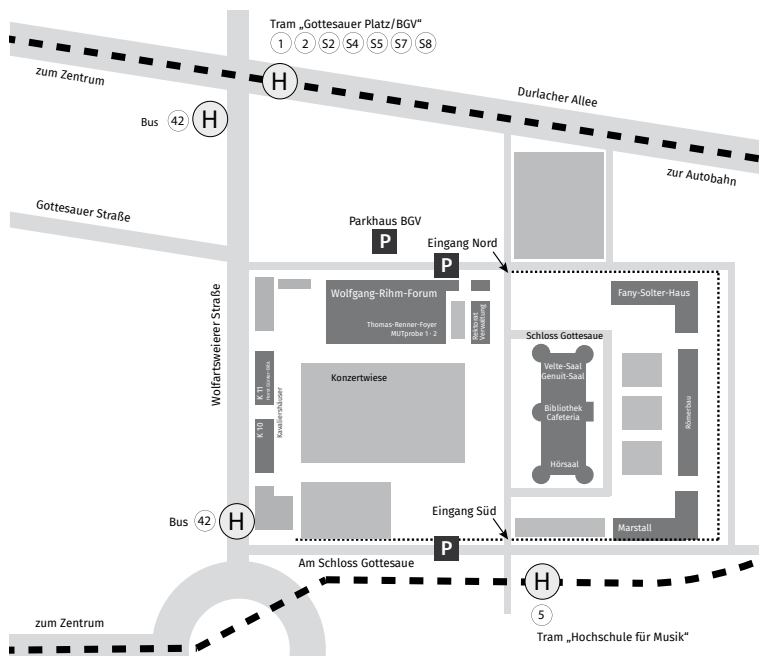 Tram „Gottesauer Platz/BGV“
1 2 S2 S4 S5 S7 S8
H
zum Zentrum
Durlacher Allee
Bus 42 H
zur Autobahn
Gottesauer Straße
Parkhaus BGV
P
Eingang Nord
P
Wolfartsweierer Straße
Wolfgang-Rihm-Forum
Thomas-Renner-Foyer
MUTprobe 1 - 2
Rektorat
Verwaltung
Fany-Solter-Haus
Schloss Gottesaue
Velte-Saal
Genuit-Saal
Konzertwiese
K 11
Kavaliershäuser
K 10
Bibliothek
Cafeteria
Römerbau
Hörsaal
Eingang Süd
Bus 42 H
Marstall
P
Am Schloss Gottesaue
H
5
zum Zentrum
Tram „Hochschule für Musik“